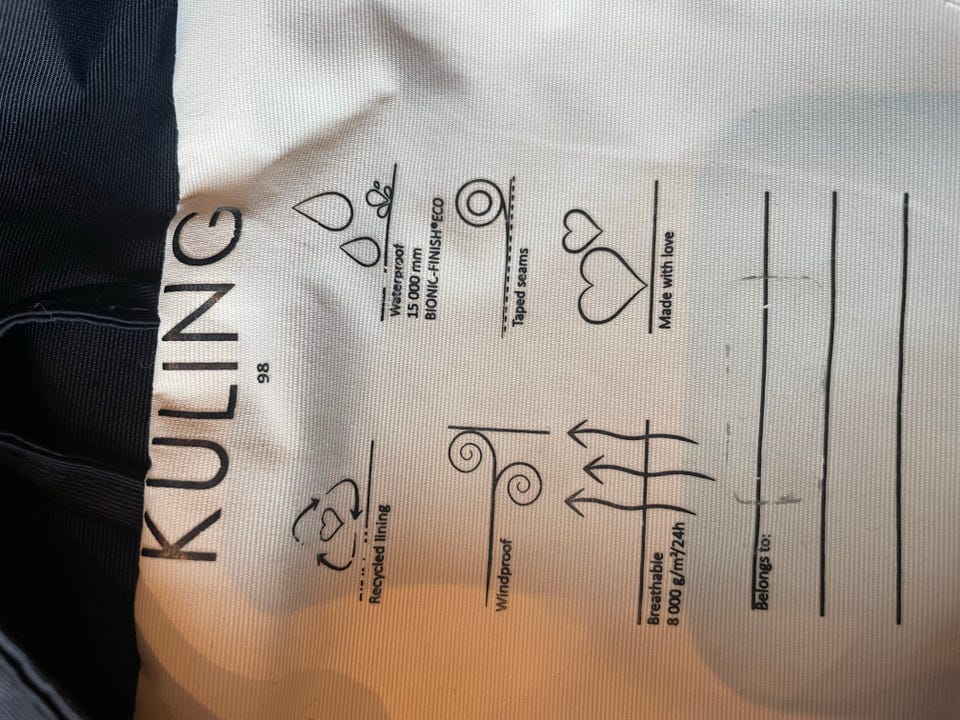 KULING
98
Recycled lining
Waterproof
15 000 mm
BIONIC-FINISH®ECO
Windproof
Taped seams
Breathable
8 000 g/m²/24h
Made with love
Belongs to: